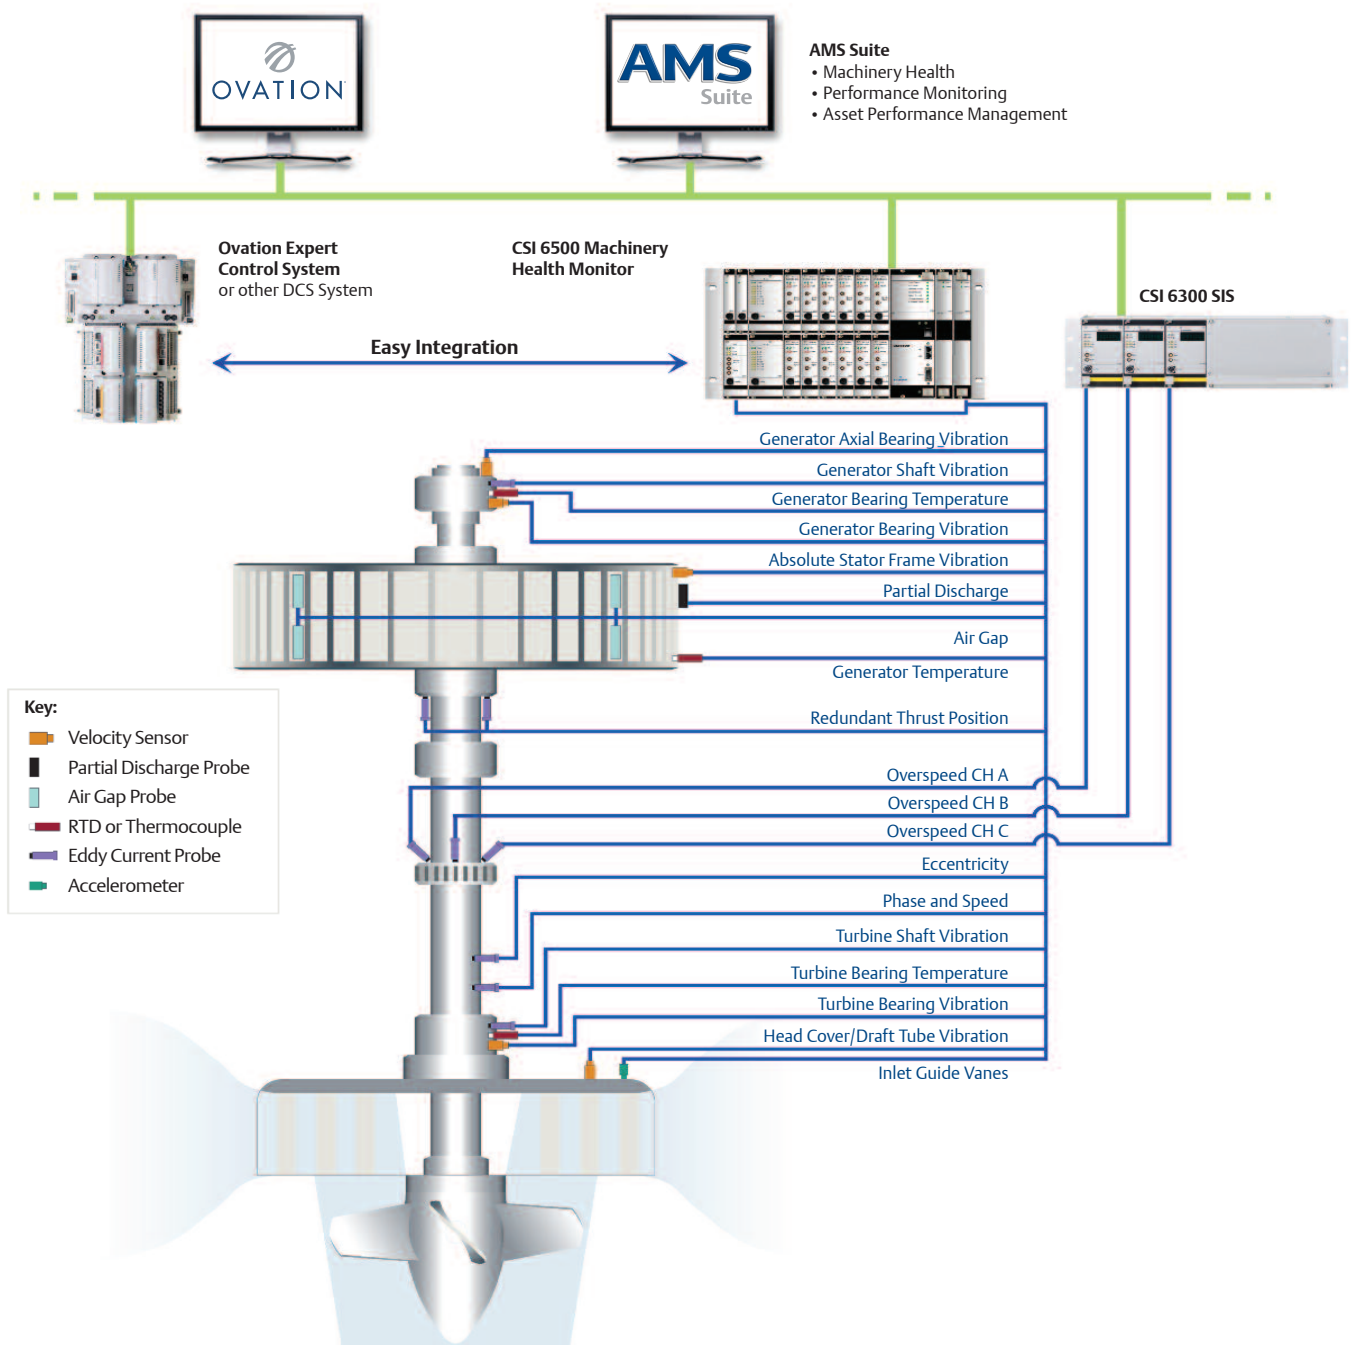 OVATION
AMS
Suite
AMS Suite
• Machinery Health
• Performance Monitoring
• Asset Performance Management
Ovation Expert
Control System
or other DCS System
CSI 6500 Machinery
Health Monitor
CSI 6300 SIS
Easy Integration
Generator Axial Bearing Vibration
Generator Shaft Vibration
Generator Bearing Temperature
Generator Bearing Vibration
Absolute Stator Frame Vibration
Partial Discharge
Air Gap
Generator Temperature
Redundant Thrust Position
Overspeed CH A
Overspeed CH B
Overspeed CH C
Eccentricity
Phase and Speed
Turbine Shaft Vibration
Turbine Bearing Temperature
Turbine Bearing Vibration
Head Cover/Draft Tube Vibration
Inlet Guide Vanes
Key:
Velocity Sensor
Partial Discharge Probe
Air Gap Probe
RTD or Thermocouple
Eddy Current Probe
Accelerometer